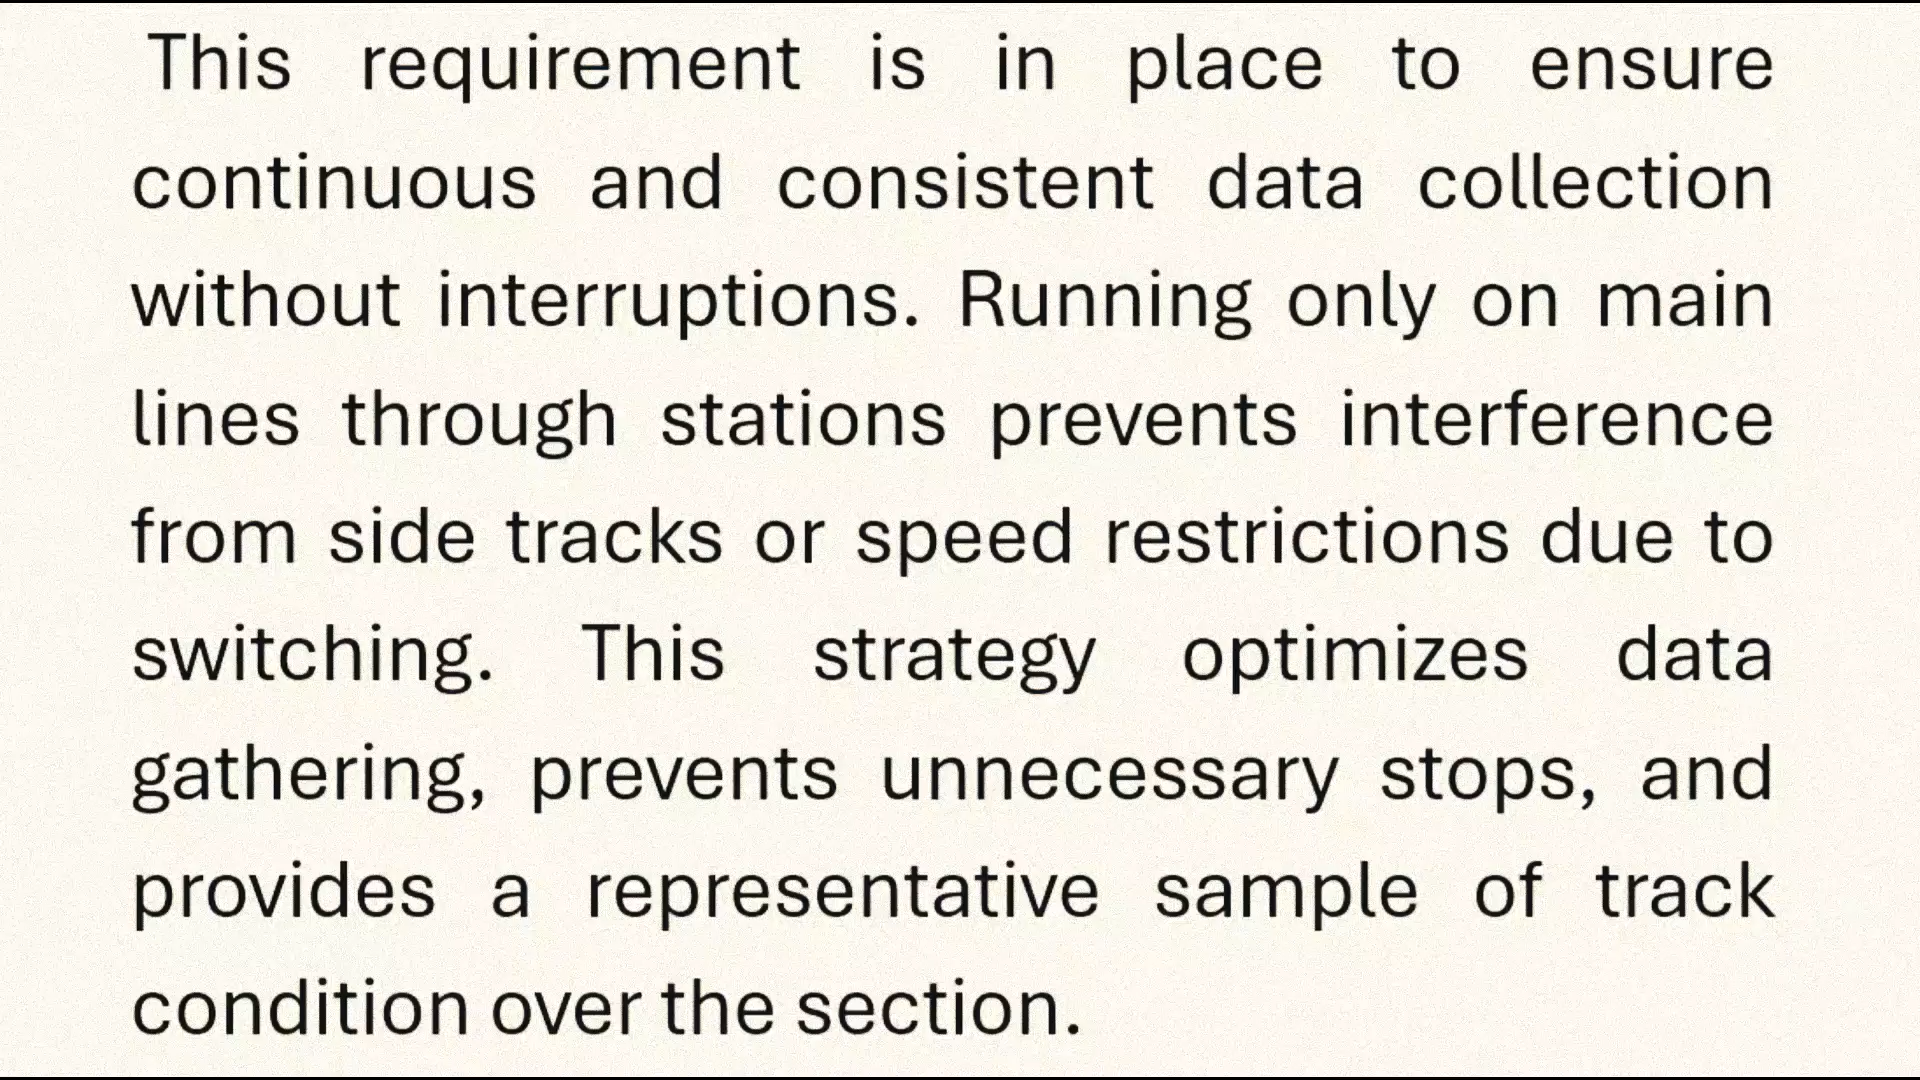 This requirement is in place to ensure
continuous and consistent data collection
without interruptions. Running only on main
lines through stations prevents interference
from side tracks or speed restrictions due to
switching. This strategy optimizes data
gathering, prevents unnecessary stops, and
provides a representative sample of track
condition over the section.